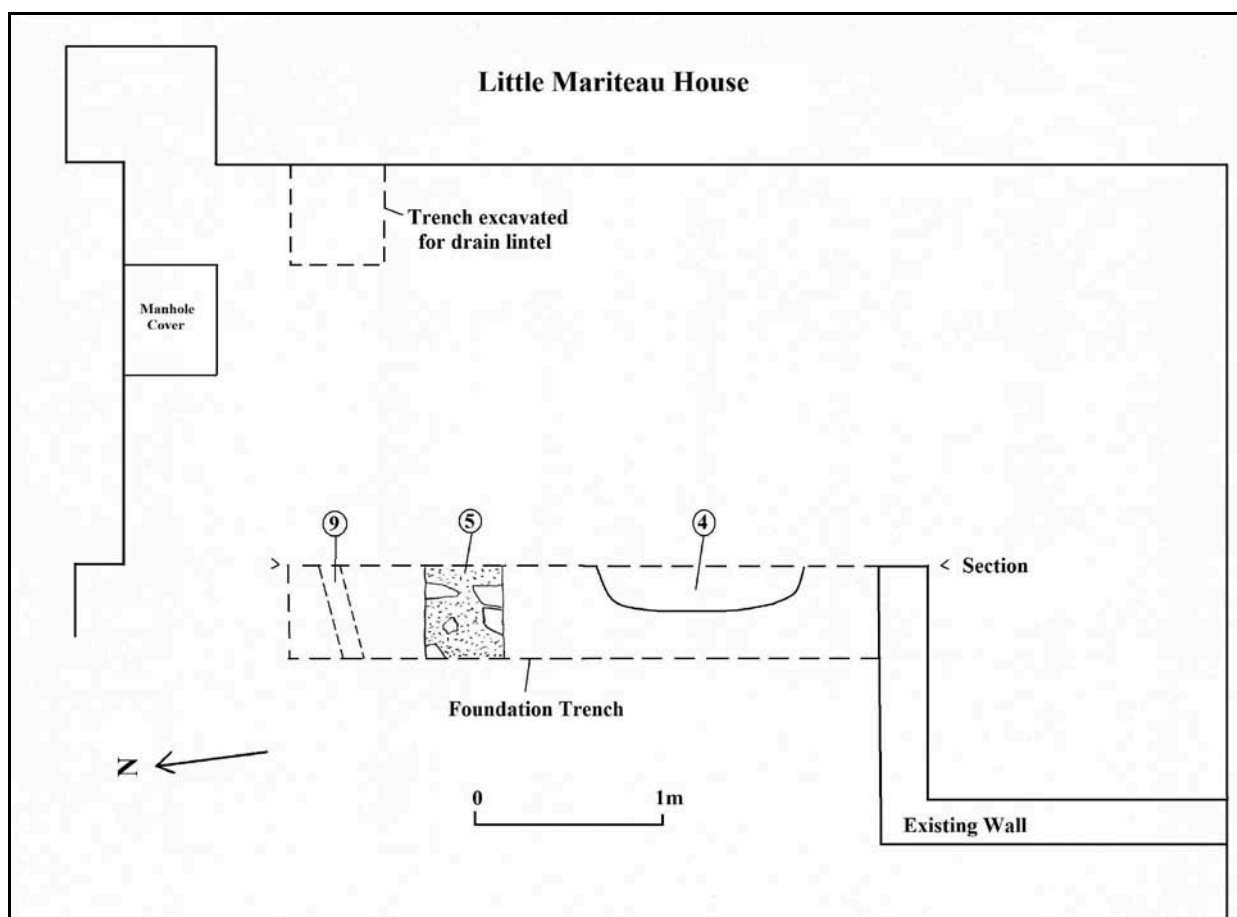 Little Mariteau House
Trench excavated
for drain lintel
Manhole
Cover
9
5
4
> < Section
Foundation Trench
N
0 1m
Existing Wall